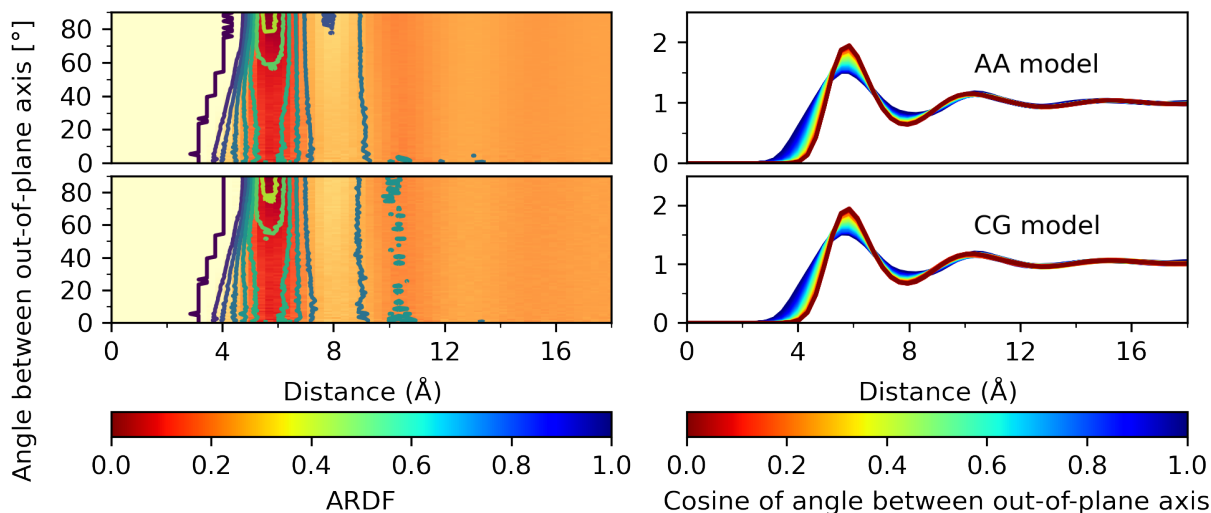 Angle between out-of-plane axis [°]
80
60
40
20
0
80
60
40
20
0
0 4 8 12 16
Distance (Å)
0.0 0.2 0.4 0.6 0.8 1.0
ARDF
2
1
0
AA model
2
1
0
CG model
0 4 8 12 16
Distance (Å)
0.0 0.2 0.4 0.6 0.8 1.0
Cosine of angle between out-of-plane axis